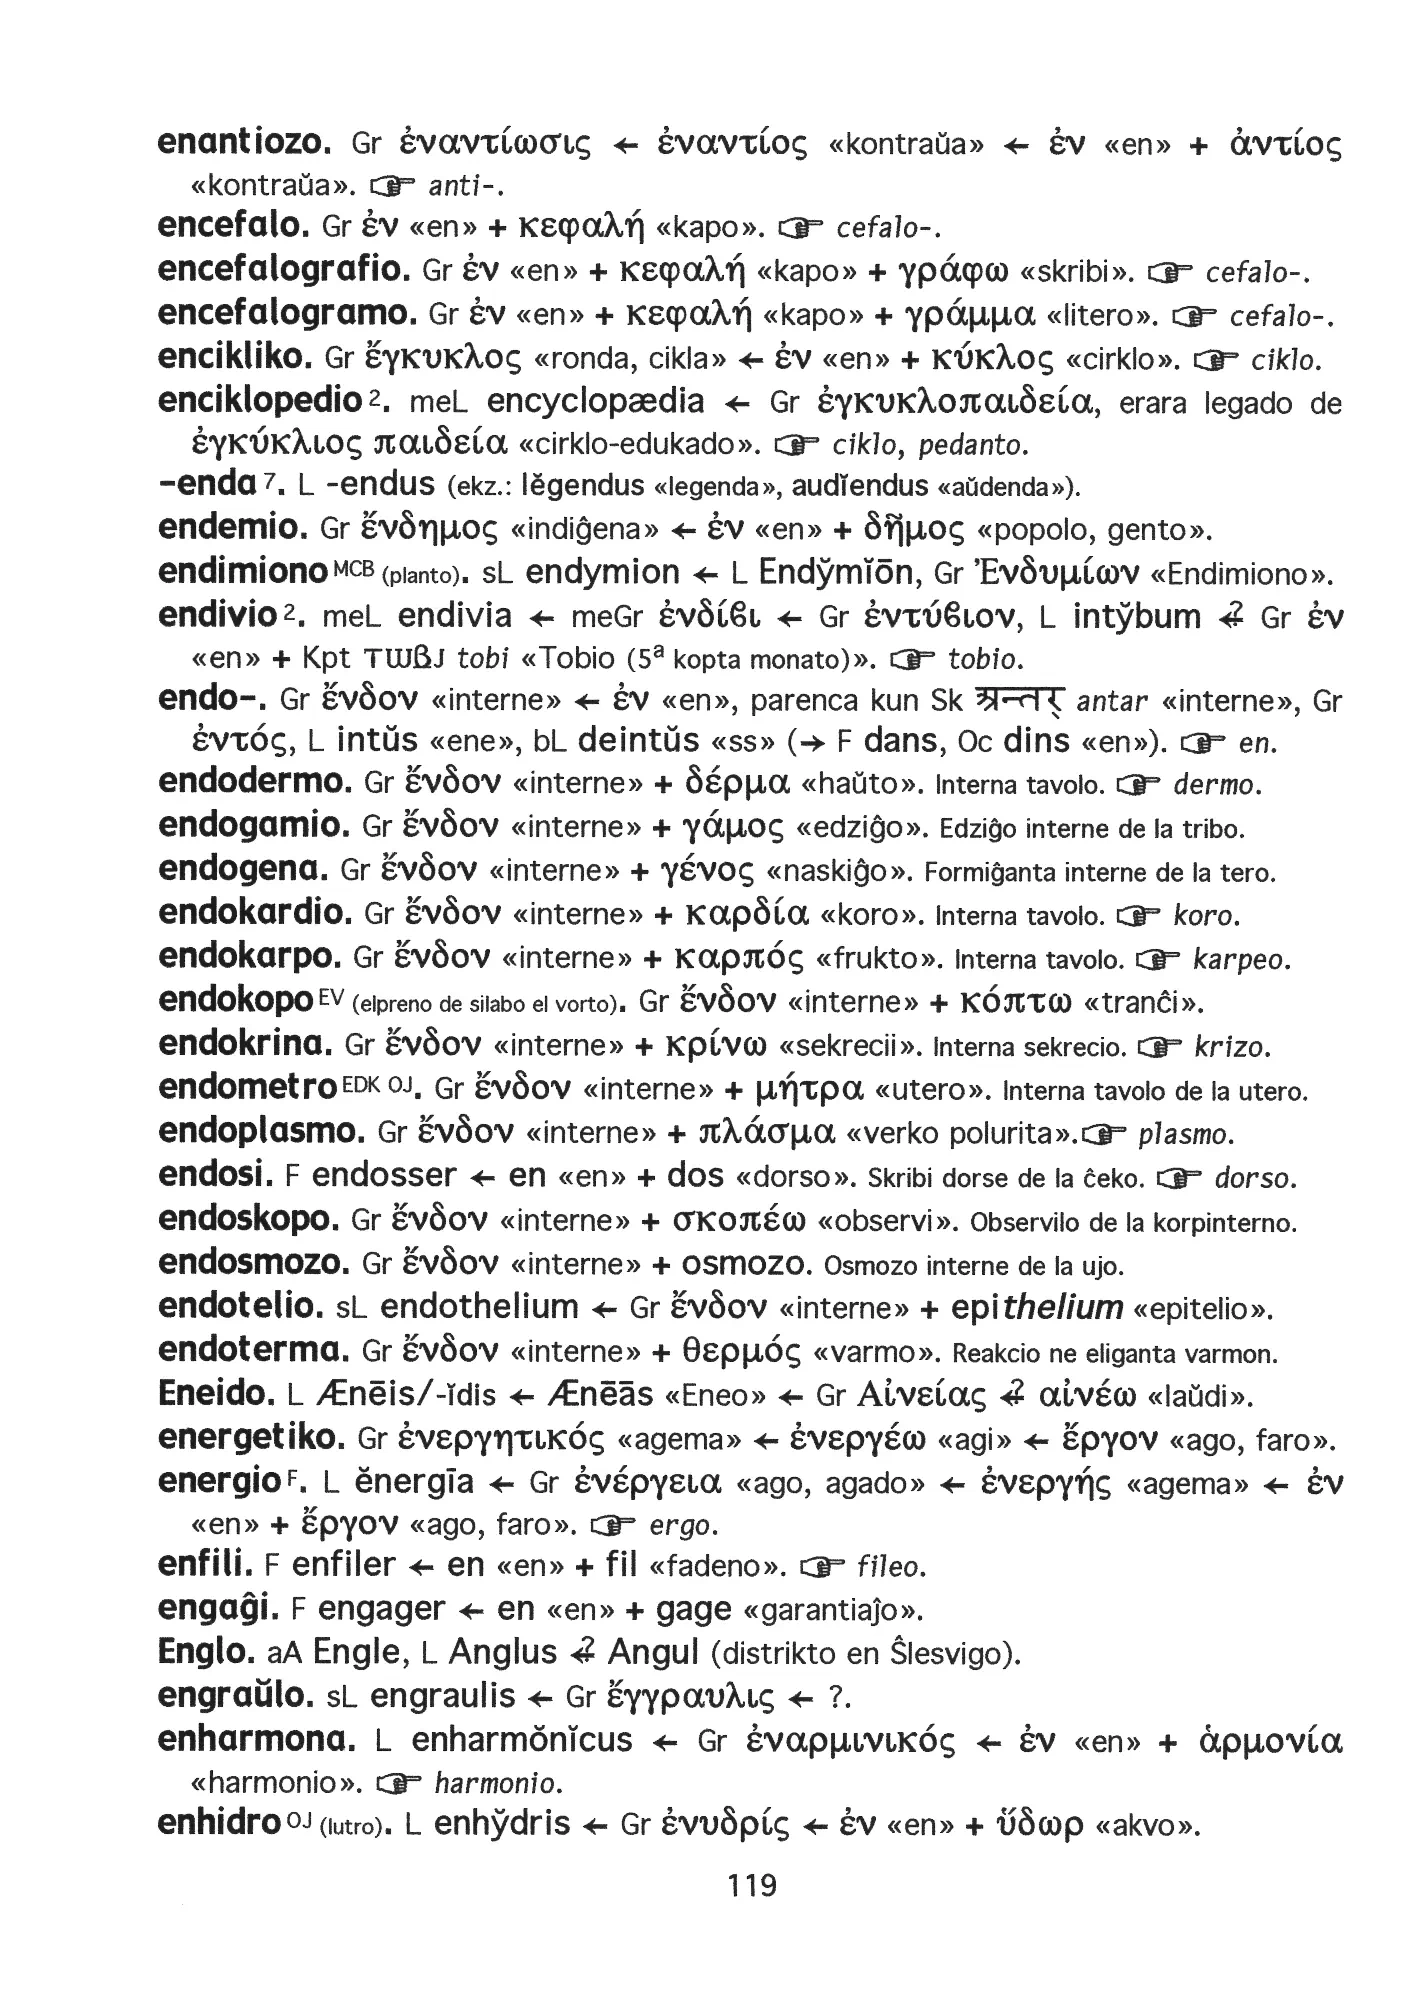 enantiozo. Gr ἐναντίωσις ← ἐναντίος «kontraŭa» ← ἐν «en» + ἀντίος
«kontraŭa». ☞ anti-.
encefalo. Gr ἐν «en» + κεφαλή «kapo». ☞ cefalo-.
encefalografio. Gr ἐν «en» + κεφαλή «kapo» + γράφω «skribi». ☞ cefalo-.
encefalogramo. Gr ἐν «en» + κεφαλή «kapo» + γράμμα «litero». ☞ cefalo-.
encikliko. Gr ἔγκυκλος «ronda, cikla» ← ἐν «en» + κύκλος «cirklo». ☞ ciklo.
enciklopedio 2. meL encyclopædia ← Gr ἐγκυκλοπαιδεία, erara legado de
ἐγκύκλιος παιδεία «cirklo-edukado». ☞ ciklo, pedanto.
-enda 7. L -endus (ekz.: lĕgendus «legenda», audĭendus «aŭdenda»).
endemio. Gr ἔνδημος «indiĝena» ← ἐν «en» + δῆμος «popolo, gento».
endimiono MCB (planto). sL endymion ← L Endy̆mĭōn, Gr Ἐνδυμίων «Endimiono».
endivio 2. meL endivia ← meGr ἐνδίϐι ← Gr ἐντύϐιον, L inty̆bum ←? Gr ἐν
«en» + Kpt ⲧⲱⲃⲓ tobi «Tobio (5ª kopta monato)». ☞ tobio.
endo-. Gr ἔνδον «interne» ← ἐν «en», parenca kun Sk अन्तर् antar «interne», Gr
ἐντός, L intŭs «ene», bL deintŭs «ss» (→ F dans, Oc dins «en»). ☞ en.
endodermo. Gr ἔνδον «interne» + δέρμα «haŭto». Interna tavolo. ☞ dermo.
endogamio. Gr ἔνδον «interne» + γάμος «edziĝo». Edziĝo interne de la tribo.
endogena. Gr ἔνδον «interne» + γένος «naskiĝo». Formiĝanta interne de la tero.
endokardio. Gr ἔνδον «interne» + καρδία «koro». Interna tavolo. ☞ koro.
endokarpo. Gr ἔνδον «interne» + καρπός «frukto». Interna tavolo. ☞ karpeo.
endokopo EV (elpreno de silabo el vorto). Gr ἔνδον «interne» + κόπτω «tranĉi».
endokrina. Gr ἔνδον «interne» + κρίνω «sekrecii». Interna sekrecio. ☞ krizo.
endometro EDK OJ. Gr ἔνδον «interne» + μήτρα «utero». Interna tavolo de la utero.
endoplasmo. Gr ἔνδον «interne» + πλάσμα «verko polurita».☞ plasmo.
endosi. F endosser ← en «en» + dos «dorso». Skribi dorse de la ĉeko. ☞ dorso.
endoskopo. Gr ἔνδον «interne» + σκοπέω «observi». Observilo de la korpinterno.
endosmozo. Gr ἔνδον «interne» + osmozo. Osmozo interne de la ujo.
endotelio. sL endothelium ← Gr ἔνδον «interne» + epithelium «epitelio».
endoterma. Gr ἔνδον «interne» + θερμός «varmo». Reakcio ne eliganta varmon.
Eneido. L Ænēis/-ĭdis ← Ænēās «Eneo» ← Gr Αἰνείας ←? αἰνέω «laŭdi».
energetiko. Gr ἐνεργητικός «agema» ← ἐνεργέω «agi» ← ἔργον «ago, faro».
energio F. L ĕnergīa ← Gr ἐνέργεια «ago, agado» ← ἐνεργής «agema» ← ἐν
«en» + ἔργον «ago, faro». ☞ ergo.
enfili. F enfiler ← en «en» + fil «fadeno». ☞ fileo.
engaĝi. F engager ← en «en» + gage «garantiaĵo».
Englo. aA Engle, L Anglus ←? Angul (distrikto en Ŝlesvigo).
engraŭlo. sL engraulis ← Gr ἔγγραυλις ← ?.
enharmona. L enharmŏnĭcus ← Gr ἐναρμινικός ← ἐν «en» + ἁρμονία
«harmonio». ☞ harmonio.
enhidro OJ (lutro). L enhy̆dris ← Gr ἐνυδρίς ← ἐν «en» + ὕδωρ «akvo».
119